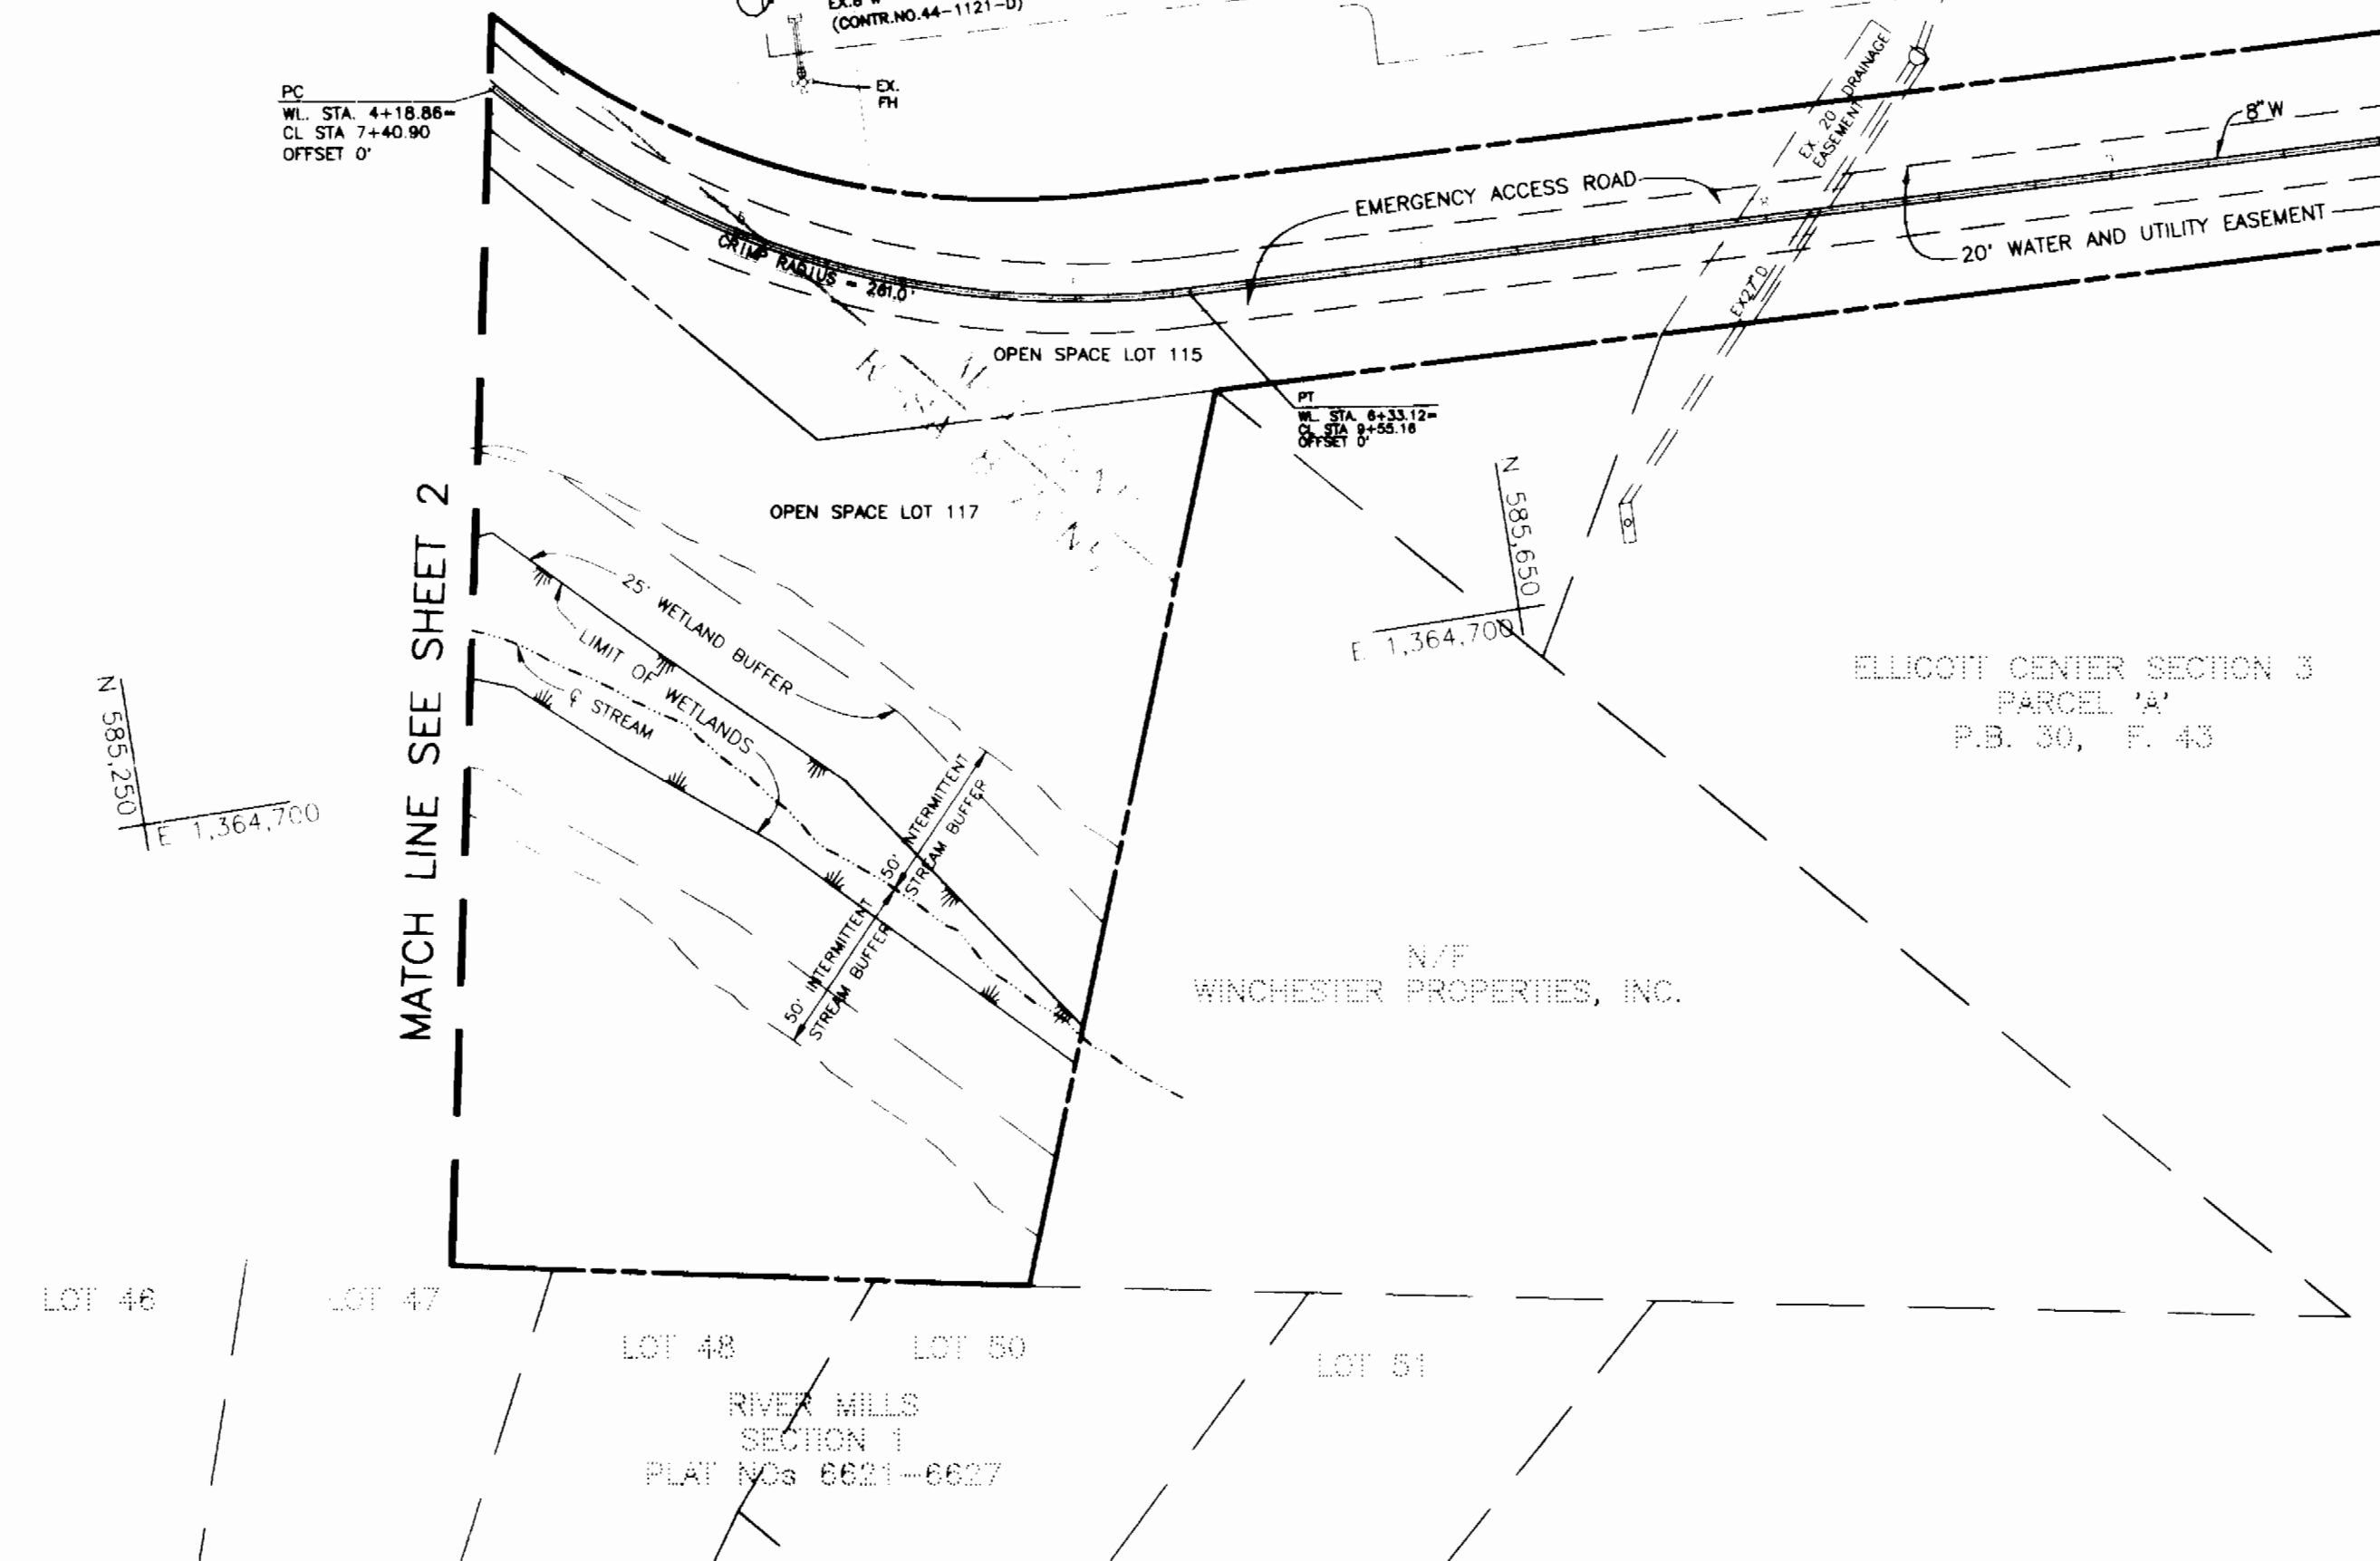 (CONTR.NO.44-1121-D)
EX.
FH
PC
WL. STA. 4+18.86=
CL STA 7+40.90
OFFSET 0'
EX. 20' DRAINAGE
EASEMENT
8"W
EMERGENCY ACCESS ROAD
20' WATER AND UTILITY EASEMENT
CRIMP RADIUS = 261.0'
EX27"D
OPEN SPACE LOT 115
PT
WL. STA. 6+33.12=
CL STA 9+55.16
OFFSET 0'
OPEN SPACE LOT 117
MATCH LINE SEE SHEET 2
N 585,650
E 1,364,700
25' WETLAND BUFFER
LIMIT OF WETLANDS
℄ STREAM
N 585,250
E 1,364,700
ELLICOTT CENTER SECTION 3
PARCEL 'A'
P.B. 30, F. 43
50' INTERMITTENT
STREAM BUFFER
50' INTERMITTENT
STREAM BUFFER
N/F
WINCHESTER PROPERTIES, INC.
LOT 46
LOT 47
LOT 48
LOT 50
LOT 51
RIVER MILLS
SECTION 1
PLAT NOs 6621-6627